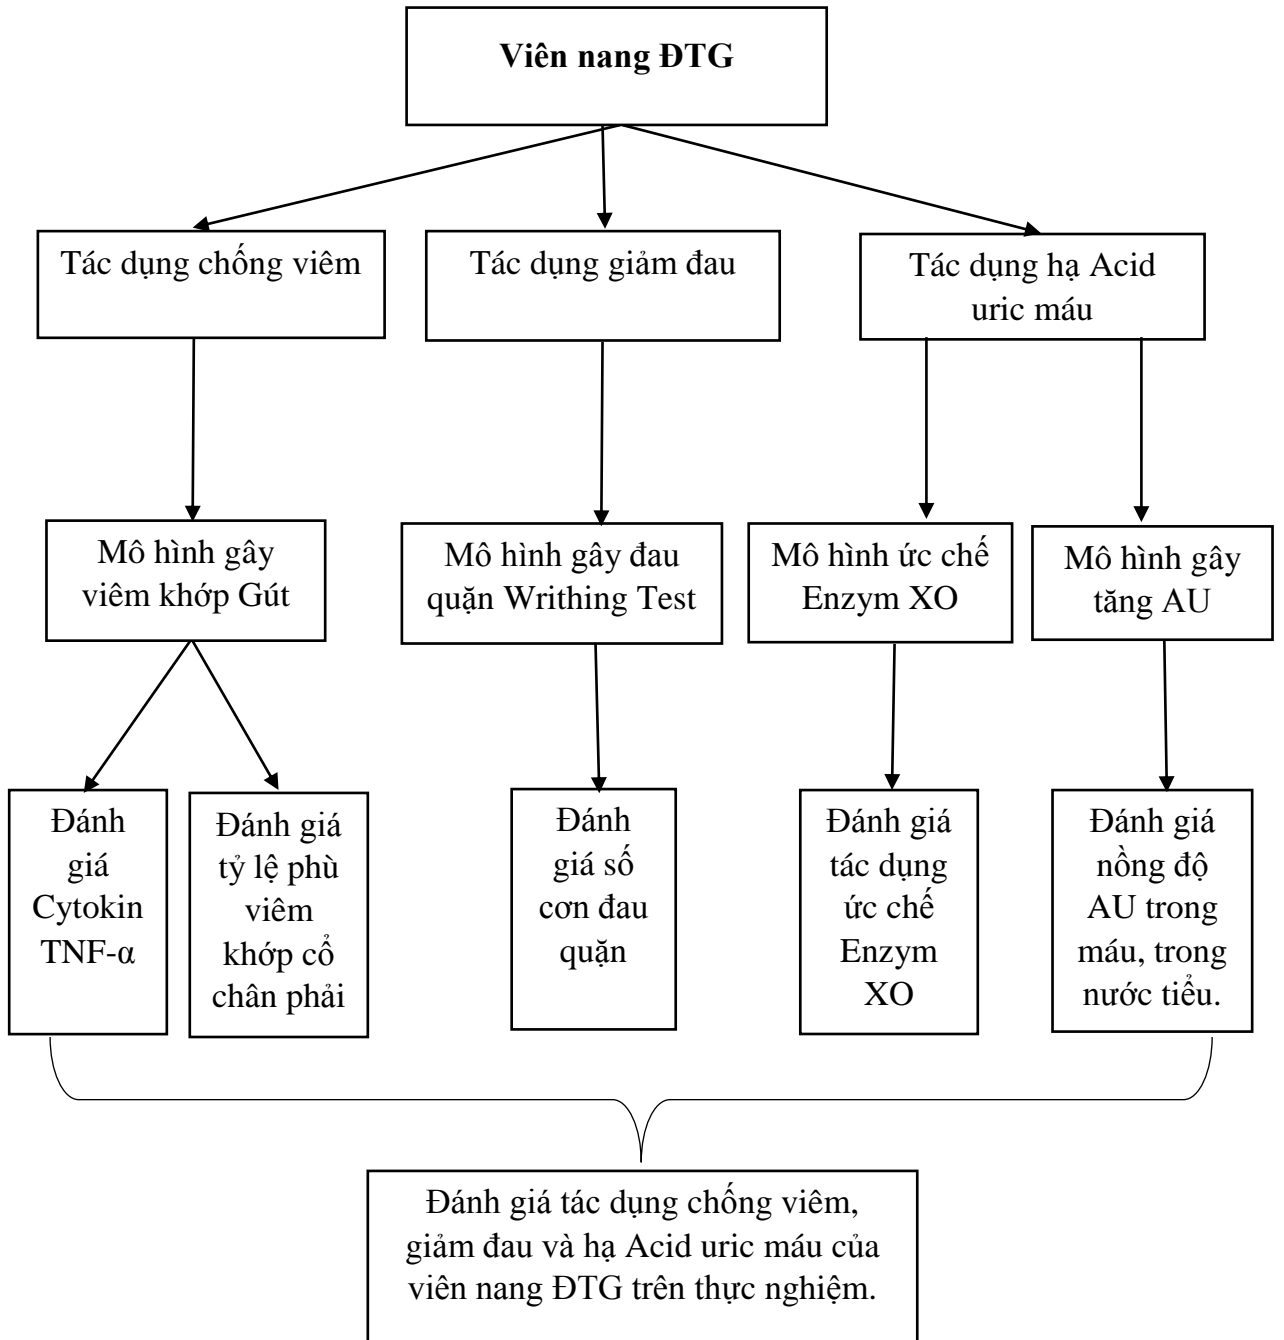 Viên nang ĐTG
Tác dụng chống viêm
Tác dụng giảm đau
Tác dụng hạ Acid
uric máu
Mô hình gây
viêm khớp Gút
Mô hình gây đau
quặn Writhing Test
Mô hình ức chế
Enzym XO
Mô hình gây
tăng AU
Đánh
giá
Cytokin
TNF-α
Đánh giá
tỷ lệ phù
viêm
khớp cổ
chân phải
Đánh
giá số
cơn đau
quặn
Đánh giá
tác dụng
ức chế
Enzym
XO
Đánh giá
nồng độ
AU trong
máu, trong
nước tiểu.
Đánh giá tác dụng chống viêm,
giảm đau và hạ Acid uric máu của
viên nang ĐTG trên thực nghiệm.